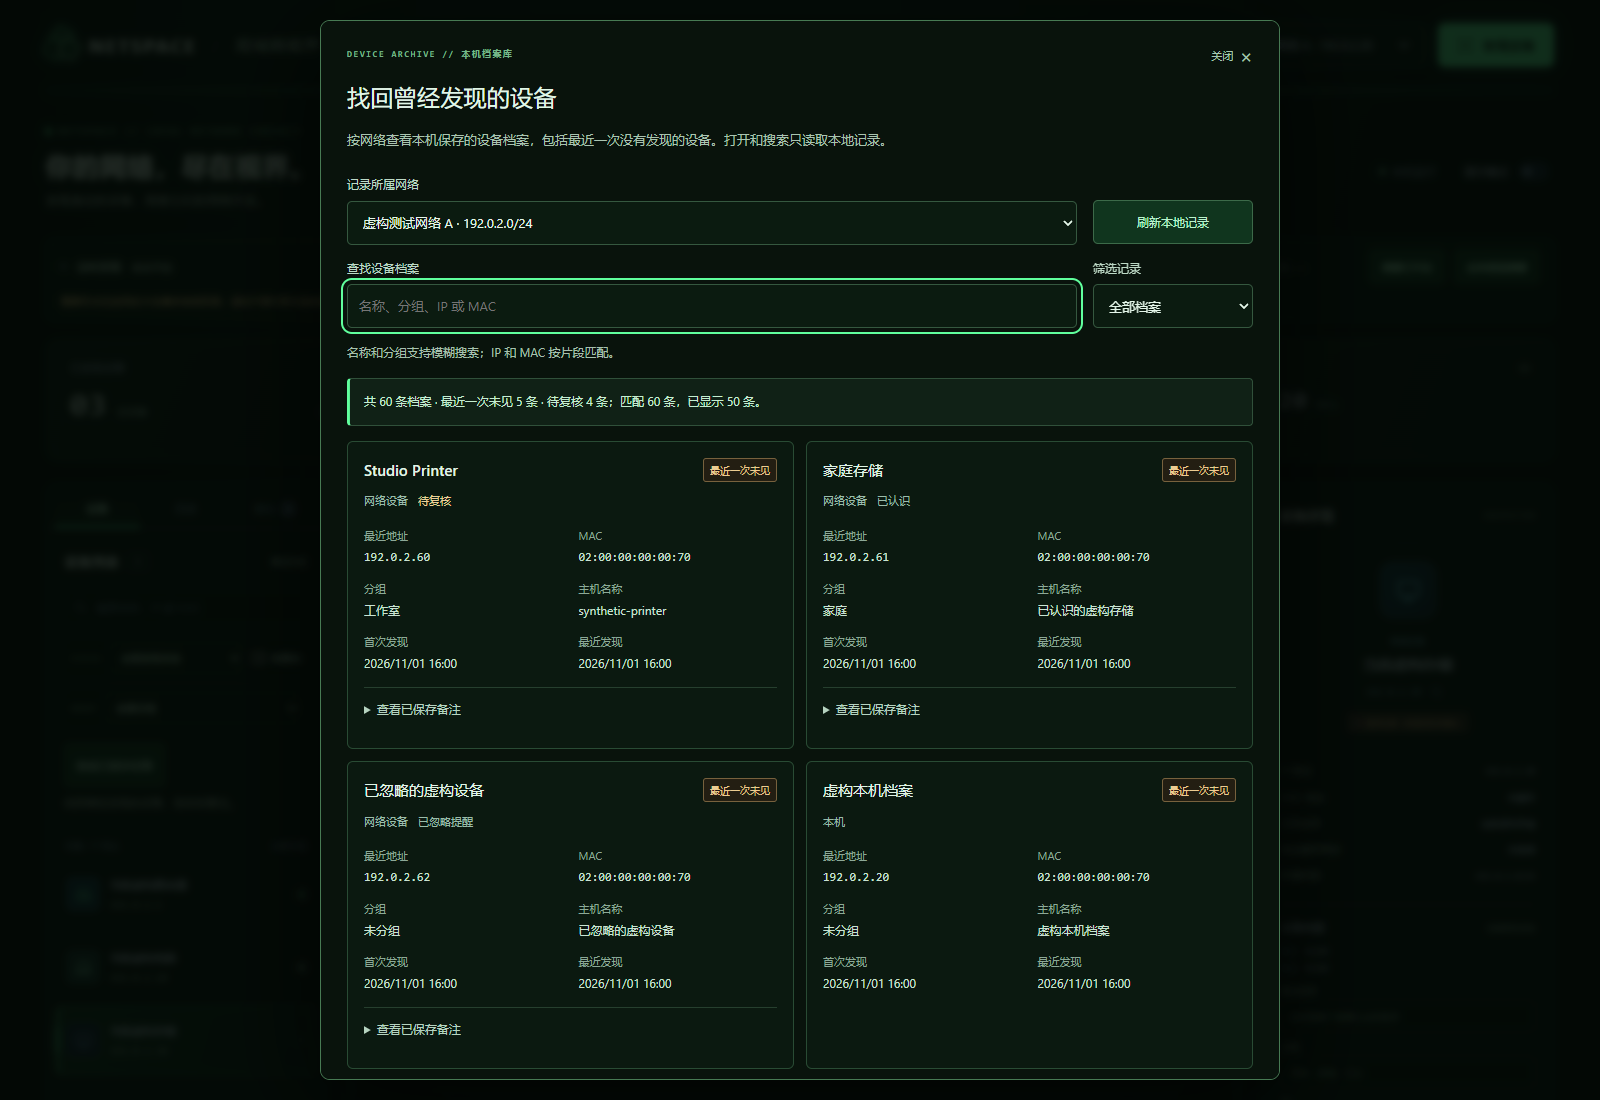 DEVICE ARCHIVE // 本机档案库
关闭 ×
找回曾经发现的设备
按网络查看本机保存的设备档案，包括最近一次没有发现的设备。打开和搜索只读取本地记录。
记录所属网络
虚构测试网络 A · 192.0.2.0/24
刷新本地记录
查找设备档案
筛选记录
名称、分组、IP 或 MAC
全部档案
名称和分组支持模糊搜索；IP 和 MAC 按片段匹配。
共 60 条档案 · 最近一次未见 5 条 · 待复核 4 条；匹配 60 条，已显示 50 条。
Studio Printer
最近一次未见
网络设备 待复核
最近地址
MAC
192.0.2.60
02:00:00:00:00:70
分组
主机名称
工作室
synthetic-printer
首次发现
最近发现
2026/11/01 16:00
2026/11/01 16:00
▶ 查看已保存备注
家庭存储
最近一次未见
网络设备 已认识
最近地址
MAC
192.0.2.61
02:00:00:00:00:70
分组
主机名称
家庭
已认识的虚构存储
首次发现
最近发现
2026/11/01 16:00
2026/11/01 16:00
▶ 查看已保存备注
已忽略的虚构设备
最近一次未见
网络设备 已忽略提醒
最近地址
MAC
192.0.2.62
02:00:00:00:00:70
分组
主机名称
未分组
已忽略的虚构设备
首次发现
最近发现
2026/11/01 16:00
2026/11/01 16:00
▶ 查看已保存备注
虚构本机档案
最近一次未见
本机
最近地址
MAC
192.0.2.20
02:00:00:00:00:70
分组
主机名称
未分组
虚构本机档案
首次发现
最近发现
2026/11/01 16:00
2026/11/01 16:00